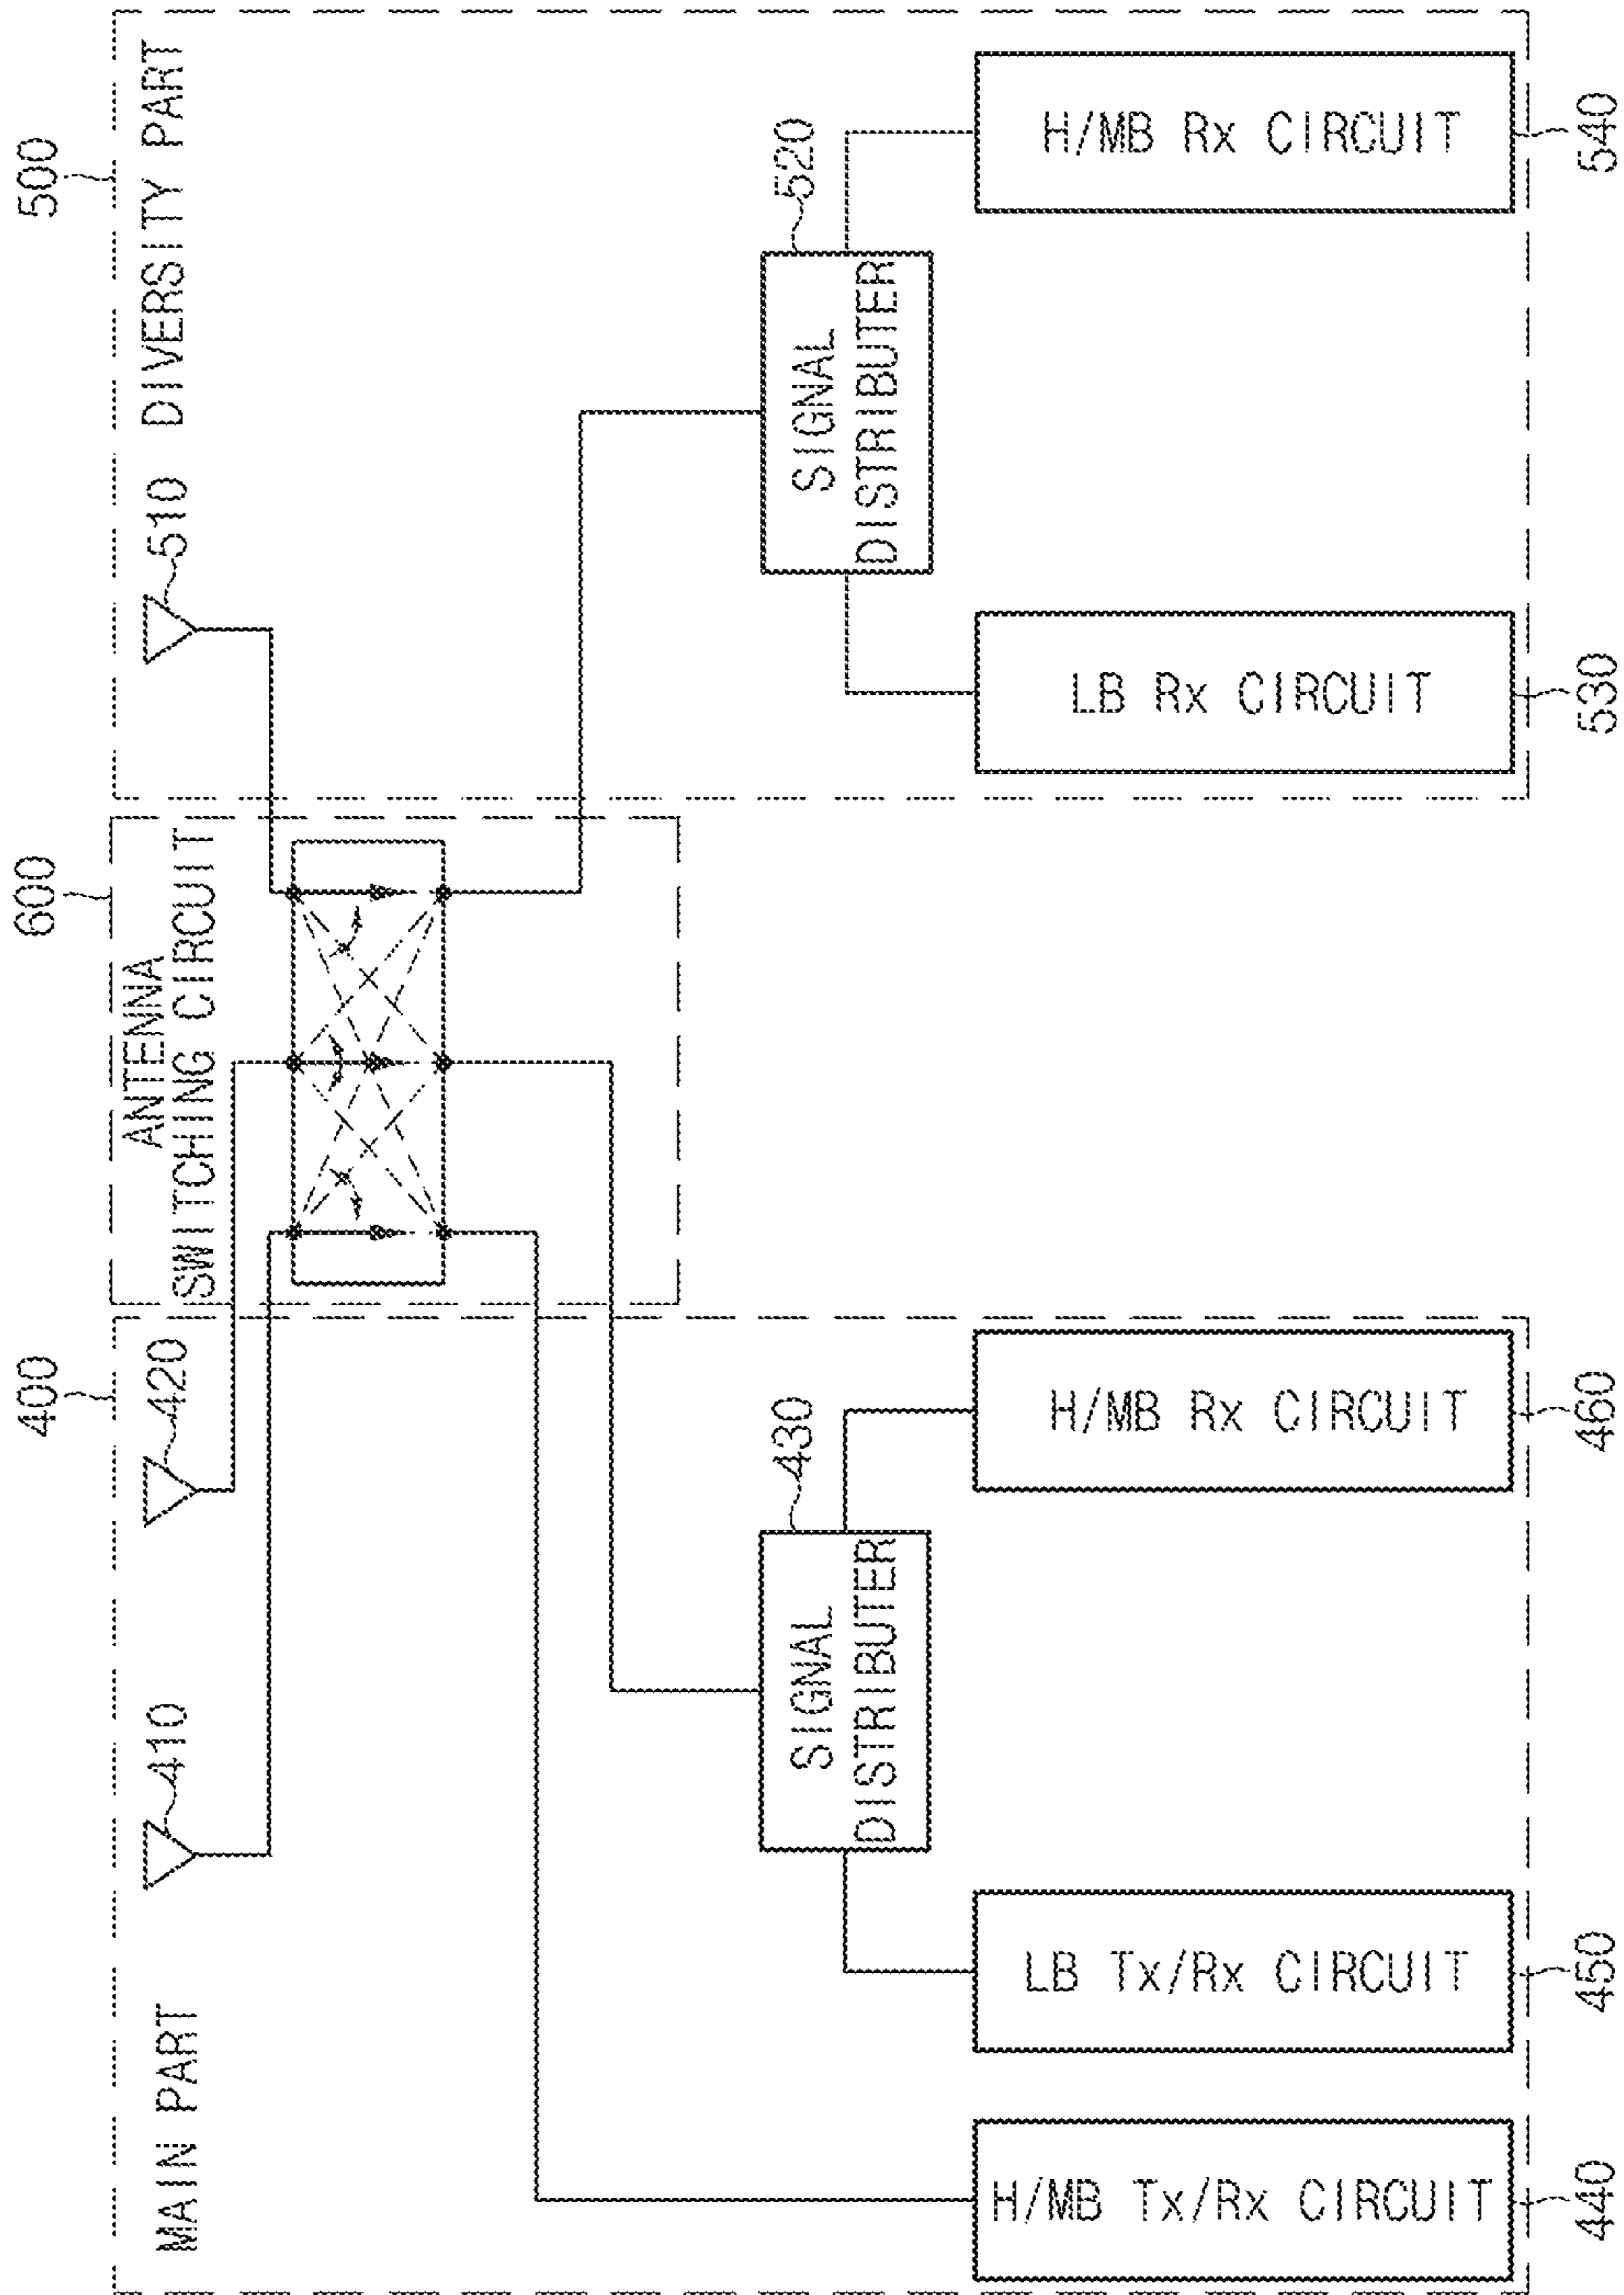 400
600
500
MAIN PART
410
420
ANTENNA
SWITCHING CIRCUIT
510
DIVERSITY PART
430
SIGNAL
DISTRIBUTER
520
SIGNAL
DISTRIBUTER
H/MB Tx/Rx CIRCUIT
LB Tx/Rx CIRCUIT
H/MB Rx CIRCUIT
LB Rx CIRCUIT
H/MB Rx CIRCUIT
440
450
460
530
540